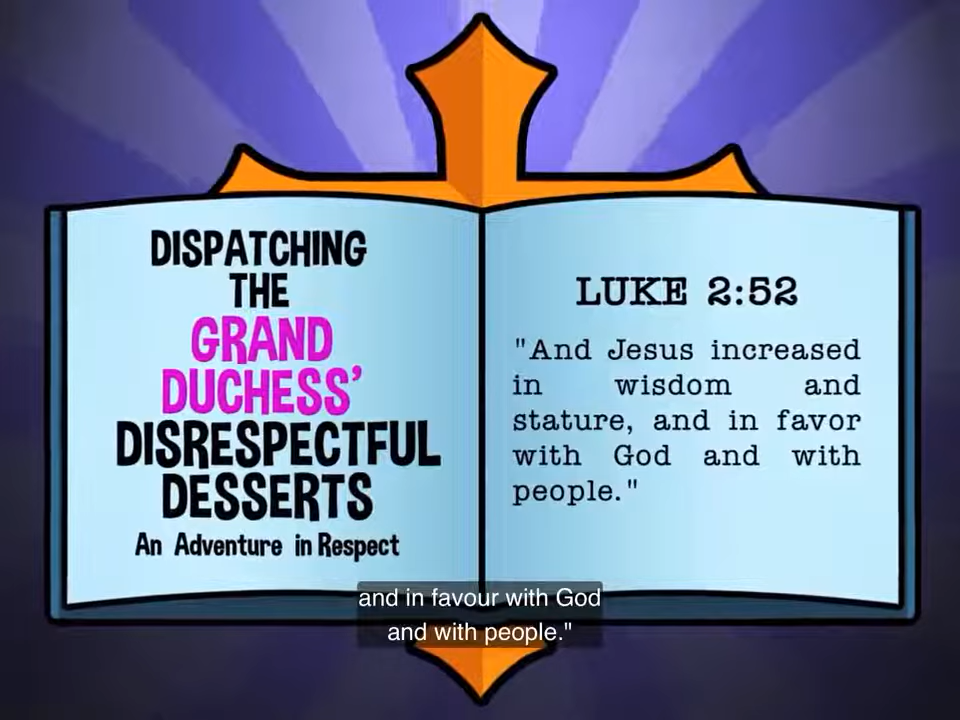 DISPATCHING
THE
GRAND
DUCHESS'
DISRESPECTFUL
DESSERTS
An Adventure in Respect
LUKE 2:52
"And Jesus increased
in wisdom and
stature, and in favor
with God and with
people."
and in favour with God
and with people."